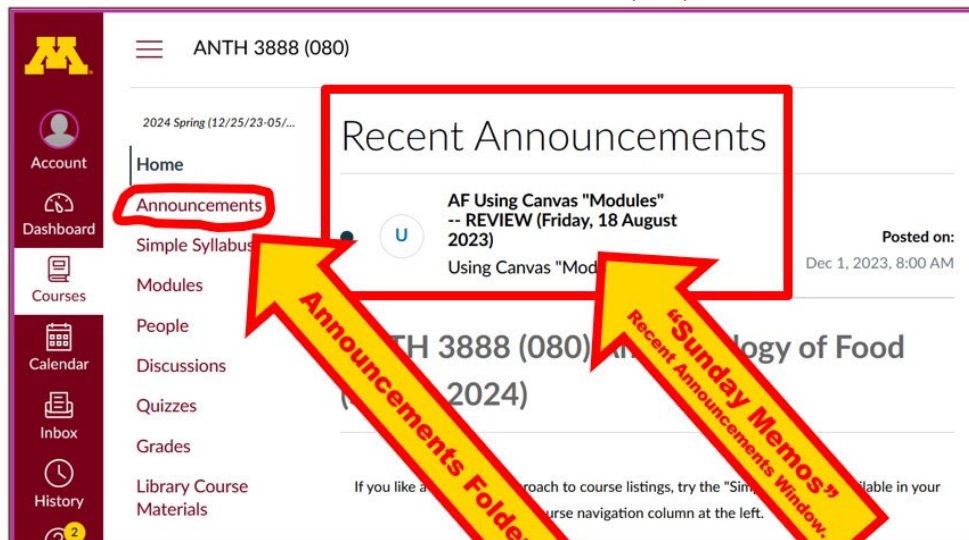 M
ANTH 3888 (080)
2024 Spring (12/25/23-05/...
Account
Dashboard
Courses
Calendar
Inbox
History
2
Home
Announcements
Simple Syllabus
Modules
People
Discussions
Quizzes
Grades
Library Course
Materials
Recent Announcements
U
AF Using Canvas "Modules"
-- REVIEW (Friday, 18 August
2023)
Using Canvas "Mod
Posted on:
Dec 1, 2023, 8:00 AM
TH 3888 (080) ogy of Food
2024)
If you like a roach to course listings, try the "Sim ilable in your
urse navigation column at the left.
Announcements Folder
“Sunday Memos”
Recent Announcements Window.